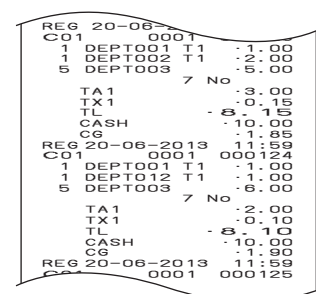 REG 20-06-
C01 0001
1 DEPT001 T1 ·1.00
1 DEPT002 T1 ·2.00
5 DEPT003 ·5.00
7 No
TA1 ·3.00
TX1 ·0.15
TL ·8.15
CASH ·10.00
CG ·1.85
REG 20-06-2013 11:59
C01 0001 000124
1 DEPT001 T1 ·1.00
1 DEPT012 T1 ·1.00
5 DEPT003 ·6.00
7 No
TA1 ·2.00
TX1 ·0.10
TL ·8.10
CASH ·10.00
CG ·1.90
REG 20-06-2013 11:59
0001 000125